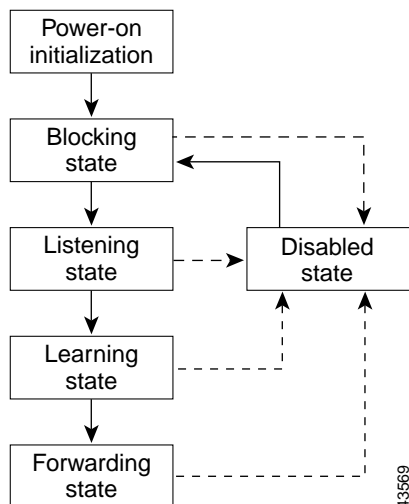 Power-on
initialization
Blocking
state
Listening
state
Disabled
state
Learning
state
Forwarding
state
43569